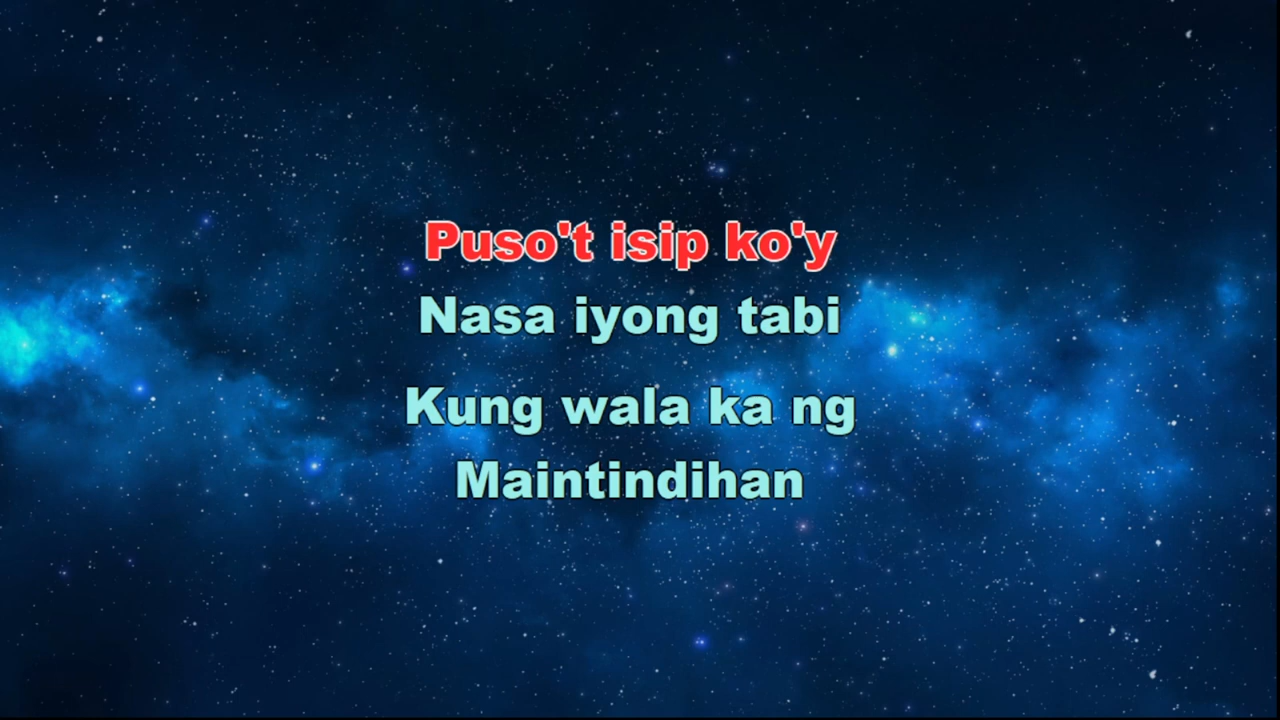 Puso't isip ko'y
Nasa iyong tabi
Kung wala ka ng
Maintindihan